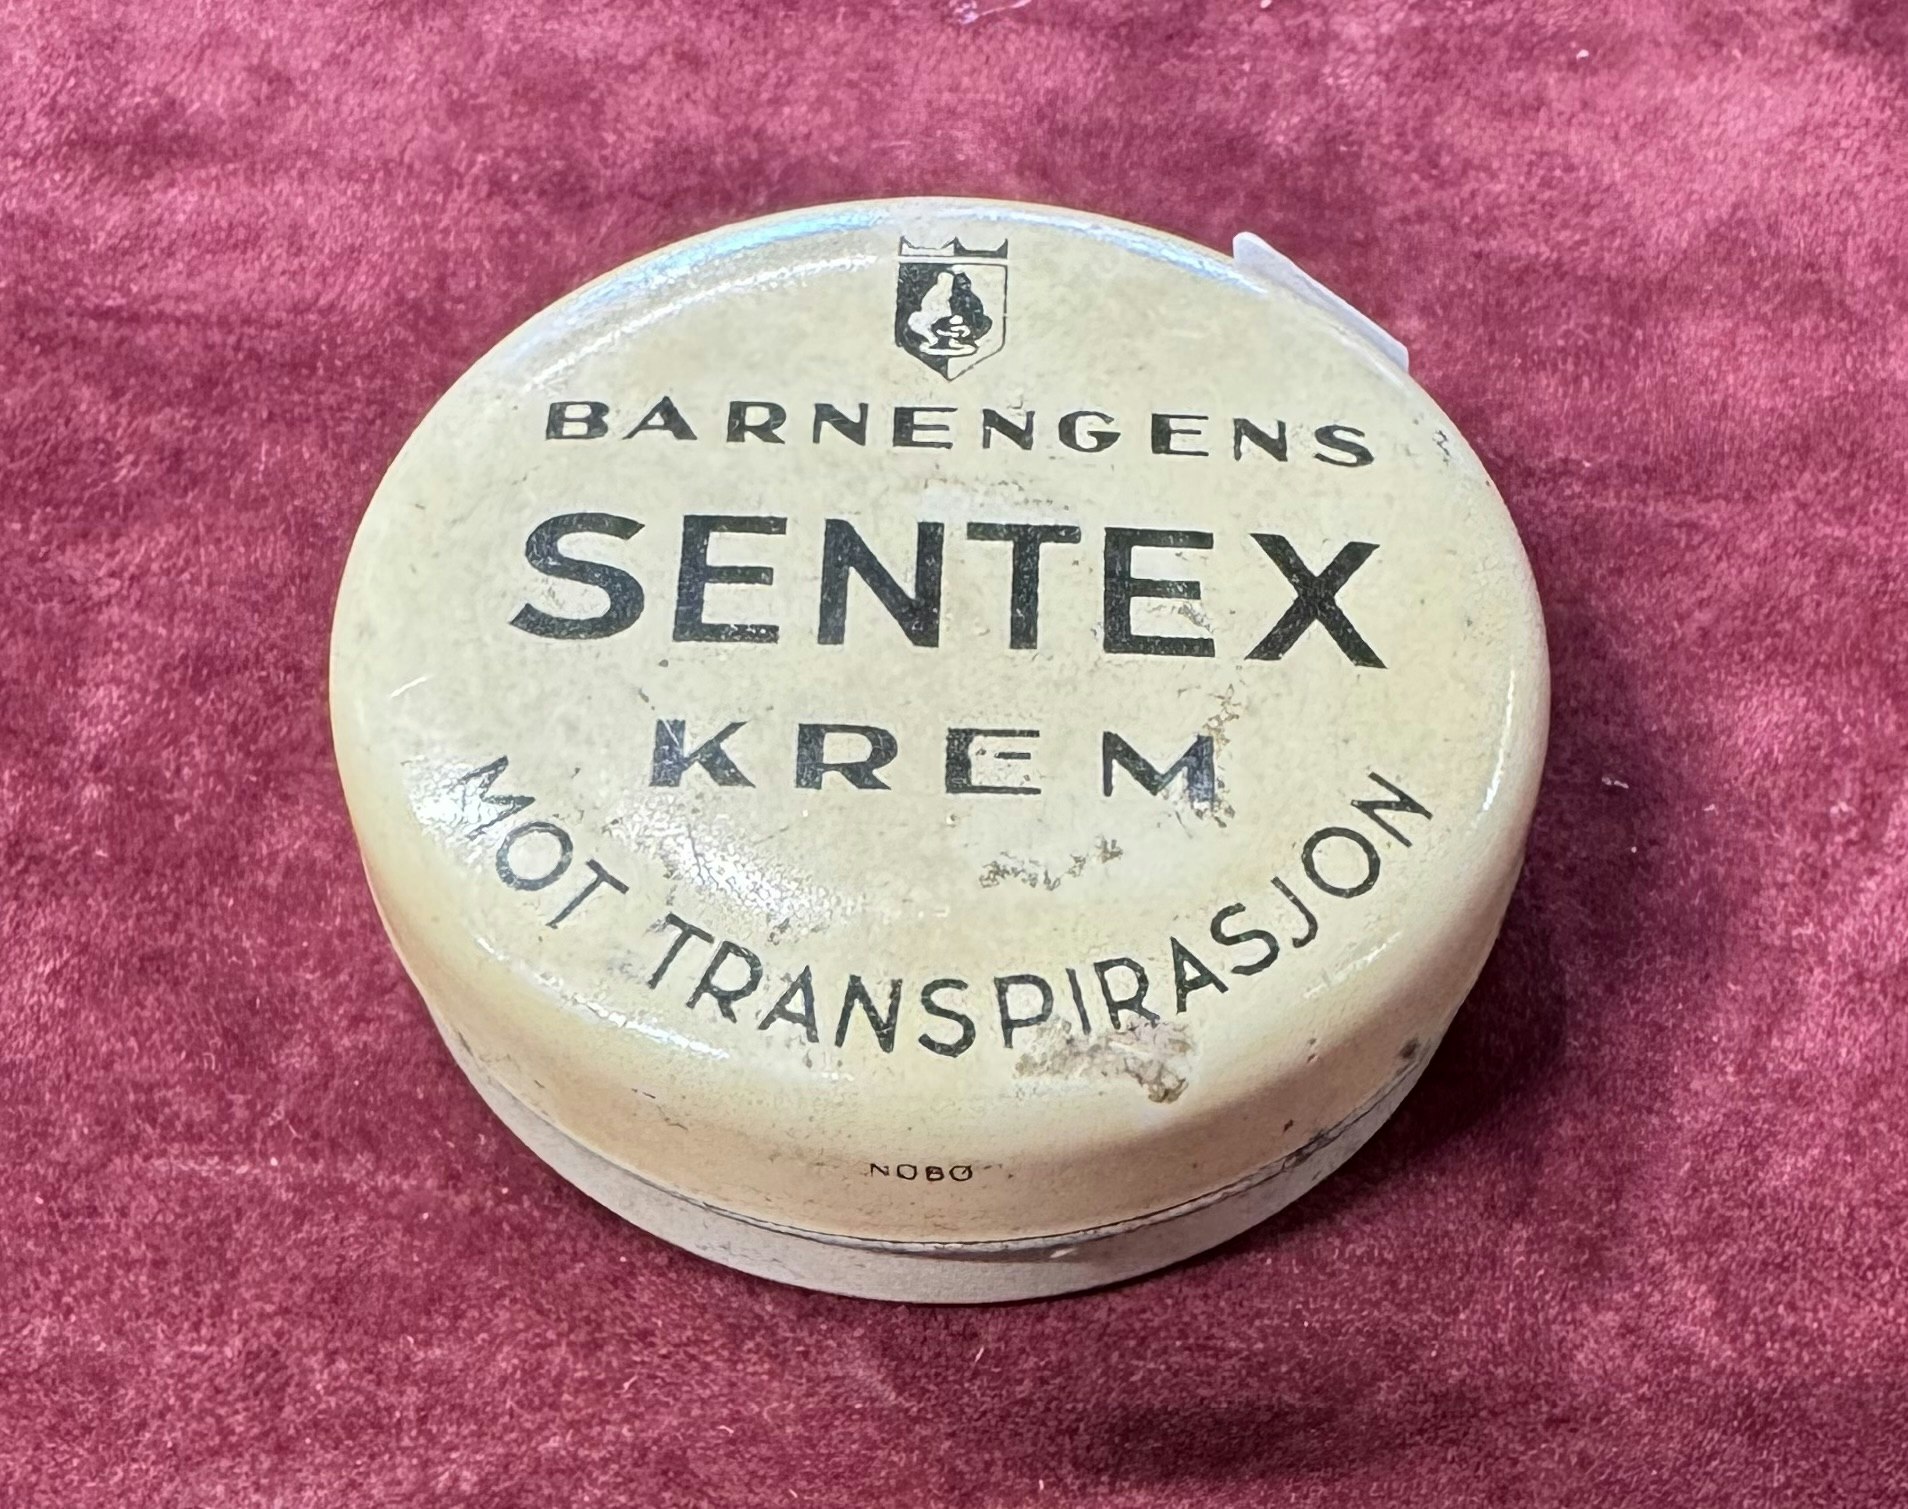 BARNENGENS
SENTEX
KREM
MOT TRANSPIRASJON
NOBØ